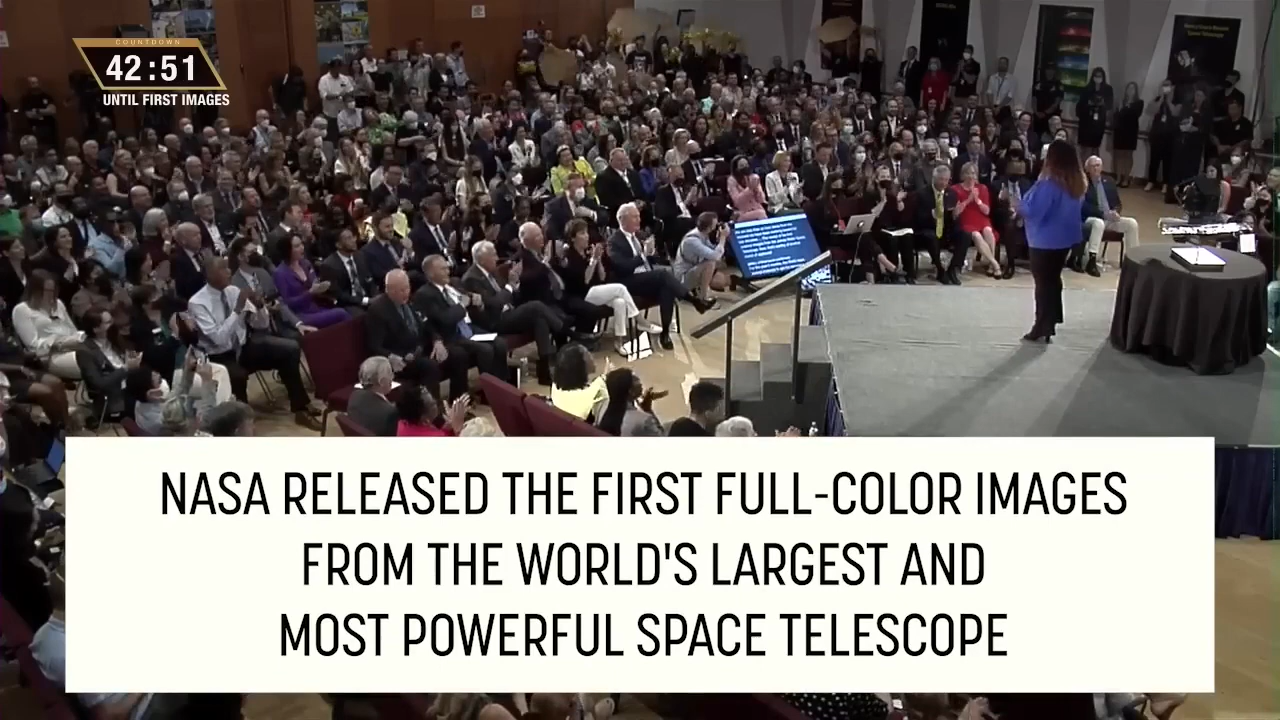 COUNTDOWN
42:51
UNTIL FIRST IMAGES
NASA RELEASED THE FIRST FULL-COLOR IMAGES
FROM THE WORLD'S LARGEST AND
MOST POWERFUL SPACE TELESCOPE